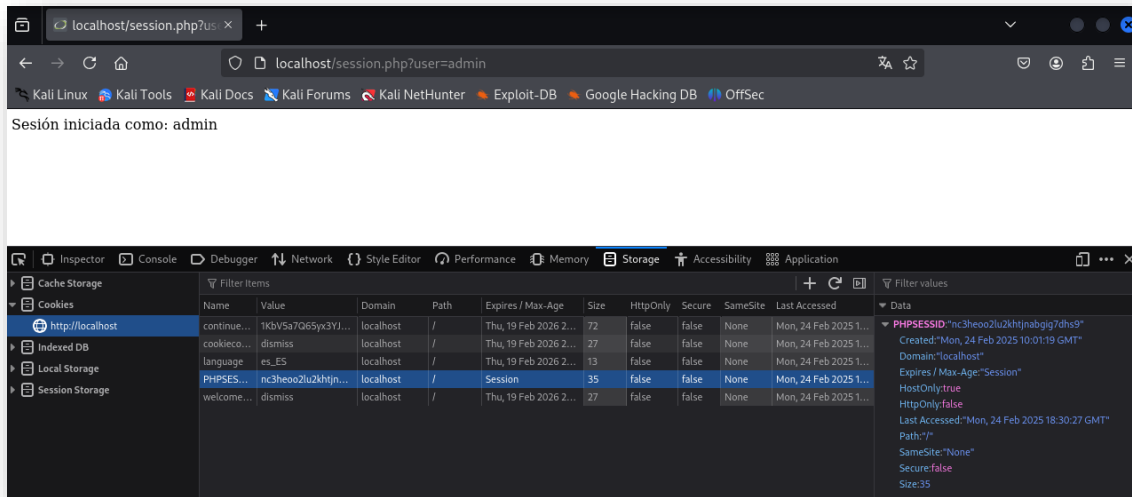 localhost/session.php?use
localhost/session.php?user=admin
Kali Linux Kali Tools Kali Docs Kali Forums Kali NetHunter Exploit-DB Google Hacking DB OffSec
Sesión iniciada como: admin
Inspector Console Debugger Network Style Editor Performance Memory Storage Accessibility Application
Cache Storage
Cookies
http://localhost
Indexed DB
Local Storage
Session Storage
Filter Items
Name Value Domain Path Expires / Max-Age Size HttpOnly Secure SameSite Last Accessed
continue... 1KbVSa7Q65yx3YJ... localhost / Thu, 19 Feb 2026 2... 72 false false None Mon, 24 Feb 2025 1...
cookieco... dismiss localhost / Thu, 19 Feb 2026 2... 27 false false None Mon, 24 Feb 2025 1...
language es_ES localhost / Thu, 19 Feb 2026 2... 13 false false None Mon, 24 Feb 2025 1...
PHPSES... nc3heoo2lu2khtjn... localhost / Session 35 false false None Mon, 24 Feb 2025 1...
welcome... dismiss localhost / Thu, 19 Feb 2026 2... 27 false false None Mon, 24 Feb 2025 1...
Filter values
Data
PHPSESSID:"nc3heoo2lu2khtjnabgig7dhs9"
Created:"Mon, 24 Feb 2025 10:01:19 GMT"
Domain:"localhost"
Expires / Max-Age:"Session"
HostOnly:true
HttpOnly:false
Last Accessed:"Mon, 24 Feb 2025 18:30:27 GMT"
Path:"/"
SameSite:"None"
Secure:false
Size:35